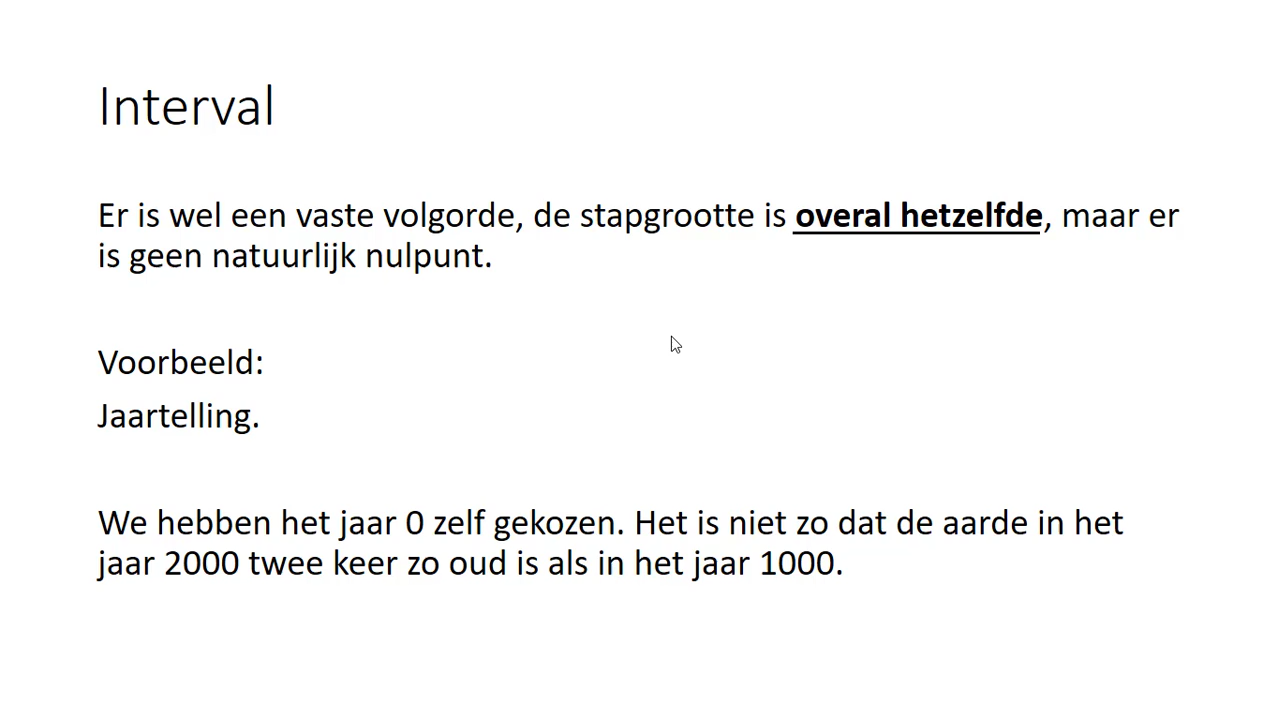 Interval
Er is wel een vaste volgorde, de stapgrootte is overal hetzelfde, maar er
is geen natuurlijk nulpunt.
Voorbeeld:
Jaartelling.
We hebben het jaar 0 zelf gekozen. Het is niet zo dat de aarde in het
jaar 2000 twee keer zo oud is als in het jaar 1000.